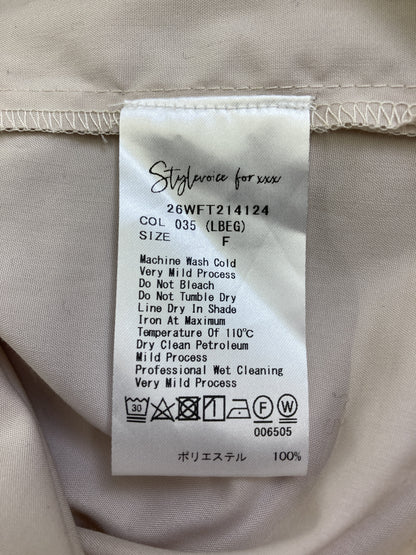 Stylevoice for xxx
26WFT214124
COL 035 (LBEG)
SIZE F
Machine Wash Cold
Very Mild Process
Do Not Bleach
Do Not Tumble Dry
Line Dry In Shade
Iron At Maximum
Temperature Of 110℃
Dry Clean Petroleum
Mild Process
Professional Wet Cleaning
Very Mild Process
30 F W
006505
ポリエステル 100%